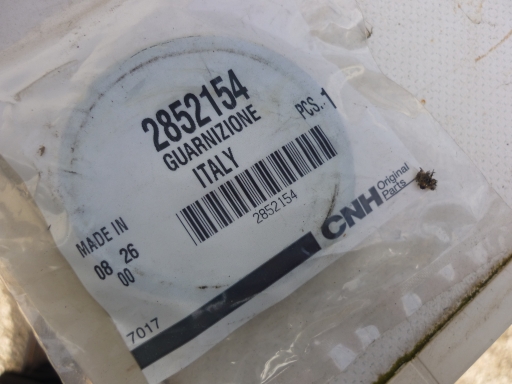 2852154
GUARNIZIONE
PCS. 1
ITALY
2852154
MADE IN
08 26
00
CNH Original
Parts
7017